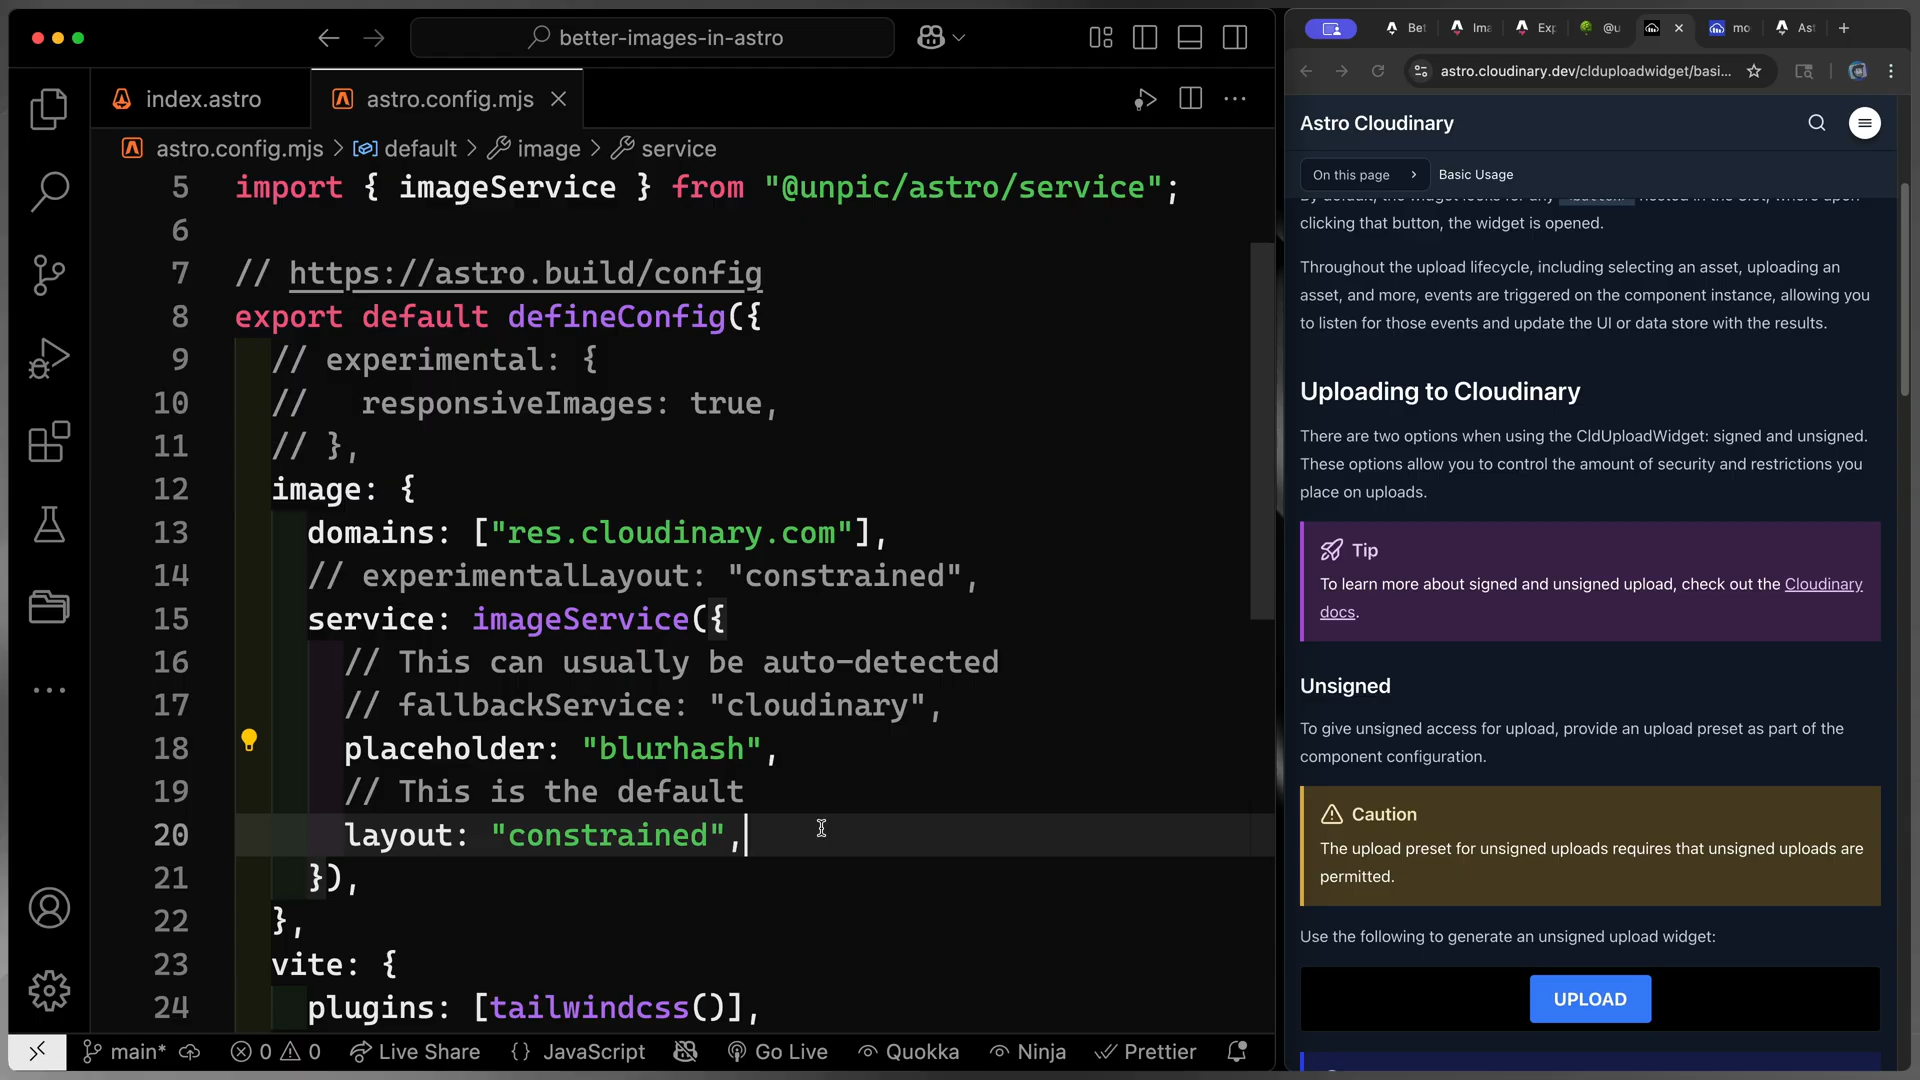 better-images-in-astro
index.astro
astro.config.mjs
astro.config.mjs > default > image > service
5 import { imageService } from "@unpic/astro/service";
6
7 // https://astro.build/config
8 export default defineConfig({
9 // experimental: {
10 //   responsiveImages: true,
11 // },
12 image: {
13 domains: ["res.cloudinary.com"],
14 // experimentalLayout: "constrained",
15 service: imageService({
16 // This can usually be auto-detected
17 // fallbackService: "cloudinary",
18 placeholder: "blurhash",
19 // This is the default
20 layout: "constrained",
21 }),
22 },
23 vite: {
24 plugins: [tailwindcss()],
main* 0 0 Live Share {} JavaScript Go Live Quokka Ninja Prettier
Bet Ima Exp @u mo Ast
astro.cloudinary.dev/clduploadwidget/basi...
Astro Cloudinary
On this page > Basic Usage
clicking that button, the widget is opened.
Throughout the upload lifecycle, including selecting an asset, uploading an
asset, and more, events are triggered on the component instance, allowing you
to listen for those events and update the UI or data store with the results.
Uploading to Cloudinary
There are two options when using the CldUploadWidget: signed and unsigned.
These options allow you to control the amount of security and restrictions you
place on uploads.
Tip
To learn more about signed and unsigned upload, check out the Cloudinary
docs.
Unsigned
To give unsigned access for upload, provide an upload preset as part of the
component configuration.
Caution
The upload preset for unsigned uploads requires that unsigned uploads are
permitted.
Use the following to generate an unsigned upload widget:
UPLOAD